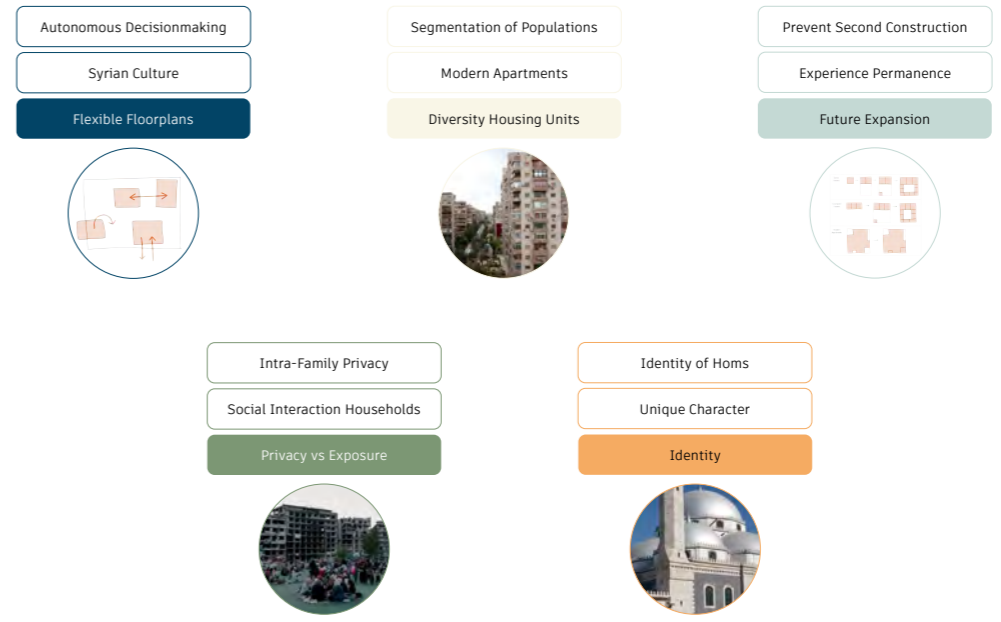 Autonomous Decisionmaking
Syrian Culture
Flexible Floorplans
Segmentation of Populations
Modern Apartments
Diversity Housing Units
Prevent Second Construction
Experience Permanence
Future Expansion
Intra-Family Privacy
Social Interaction Households
Privacy vs Exposure
Identity of Homs
Unique Character
Identity